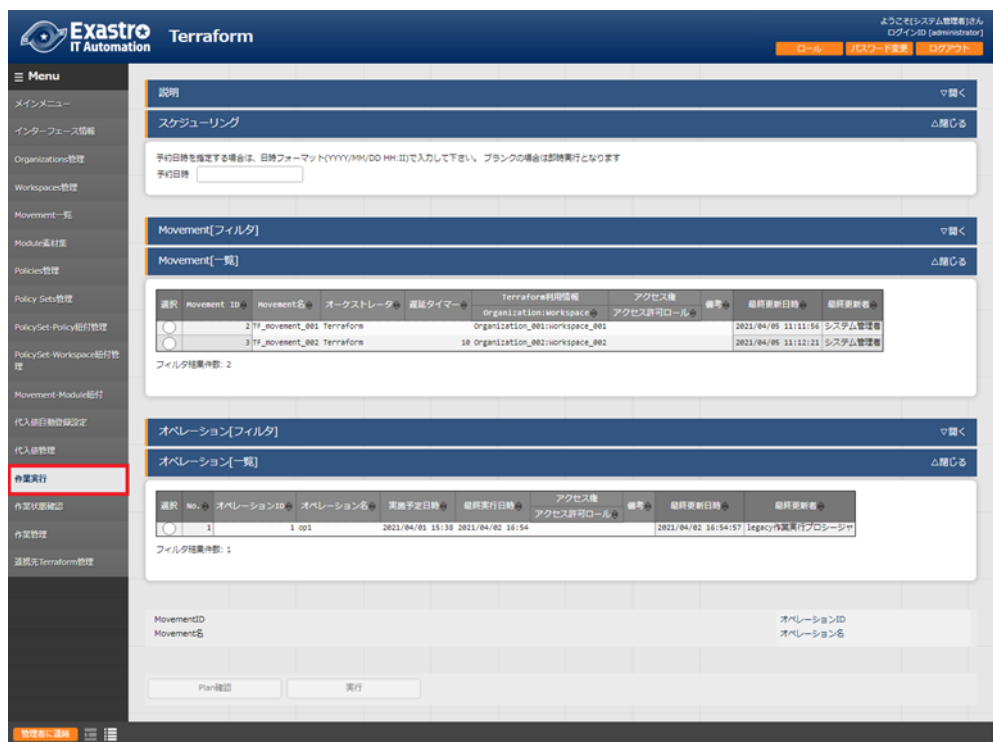 Exastro
IT Automation
Terraform
ようこそ[システム管理者]さん
ログインID [administrator]
ロール
パスワード変更
ログアウト
Menu
メインメニュー
インターフェース情報
Organizations管理
Workspaces管理
Movement一覧
Module素材集
Policies管理
Policy Sets管理
PolicySet-Policy紐付管理
PolicySet-Workspace紐付管
理
Movement-Module紐付
代入値自動登録設定
代入値管理
作業実行
作業状態確認
作業管理
連携先Terraform管理
説明
▽開く
スケジューリング
△閉じる
予約日時を指定する場合は、日時フォーマット(YYYY/MM/DD HH:II)で入力して下さい。 ブランクの場合は即時実行となります
予約日時
Movement[フィルタ]
▽開く
Movement[一覧]
△閉じる
選択 Movement ID Movement名 オーケストレータ 遅延タイマー Terraform利用情報 アクセス権 備考 最終更新日時 最終更新者
Organization:Workspace アクセス許可ロール
2 TF_movement_001 Terraform Organization_001:Workspace_001 2021/04/05 11:11:56 システム管理者
3 TF_movement_002 Terraform 10 Organization_002:Workspace_002 2021/04/05 11:12:21 システム管理者
フィルタ結果件数: 2
オペレーション[フィルタ]
▽開く
オペレーション[一覧]
△閉じる
選択 No. オペレーションID オペレーション名 実施予定日時 最終実行日時 アクセス権 備考 最終更新日時 最終更新者
アクセス許可ロール
1 1 op1 2021/04/01 15:38 2021/04/02 16:54 2021/04/02 16:54:57 legacy作業実行プロシージャ
フィルタ結果件数: 1
MovementID
Movement名
オペレーションID
オペレーション名
Plan確認
実行
管理者に連絡